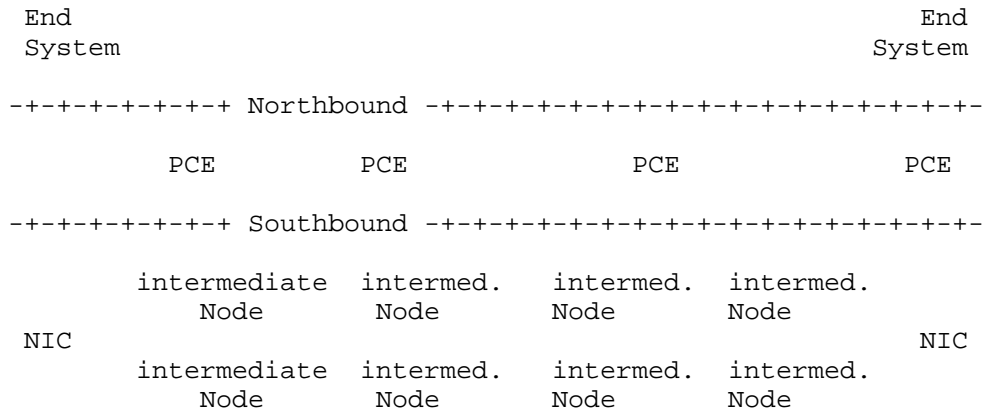 End                                                     End
System                                               System
-+-+-+-+-+-+ Northbound -+-+-+-+-+-+-+-+-+-+-+-+-+-+-+-+-+-
PCE         PCE              PCE              PCE
-+-+-+-+-+-+ Southbound -+-+-+-+-+-+-+-+-+-+-+-+-+-+-+-+-+-
intermediate  intermed.   intermed.  intermed.
Node       Node       Node       Node
NIC                                                     NIC
intermediate  intermed.   intermed.  intermed.
Node       Node       Node       Node